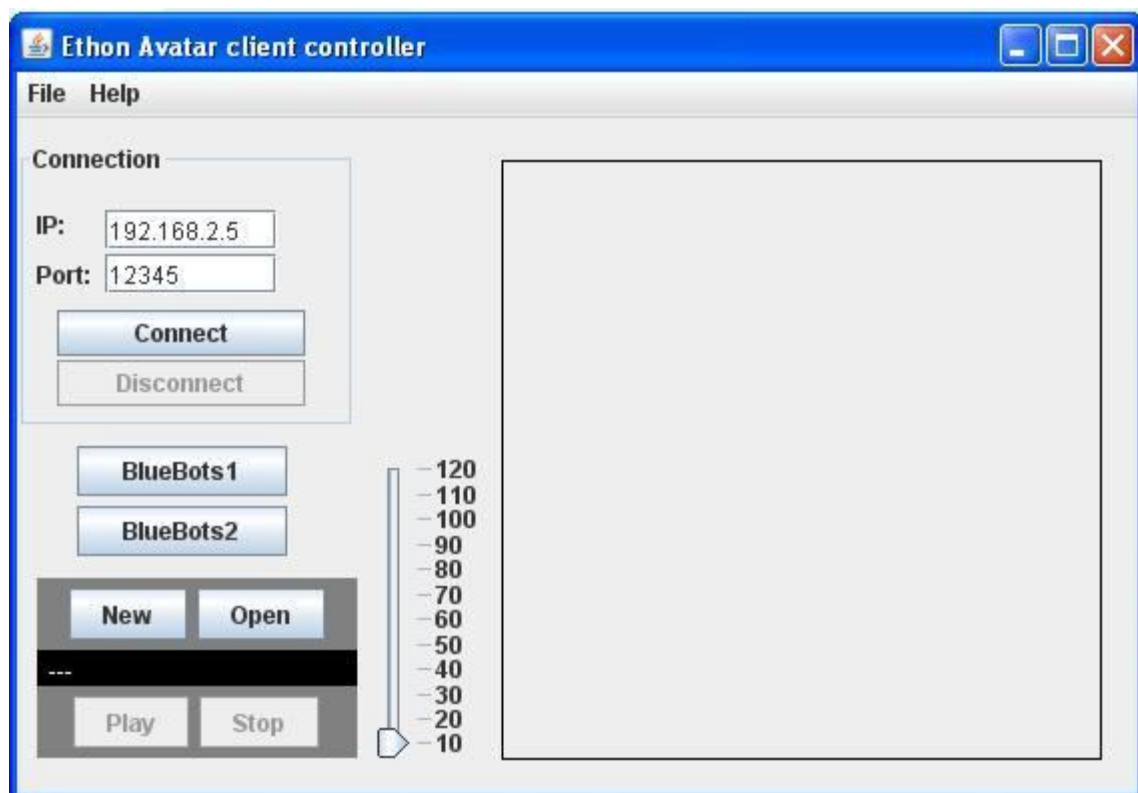 Ethon Avatar client controller
File Help
Connection
IP: 192.168.2.5
Port: 12345
Connect
Disconnect
BlueBots1
BlueBots2
New Open
---
Play Stop
120
110
100
90
80
70
60
50
40
30
20
10